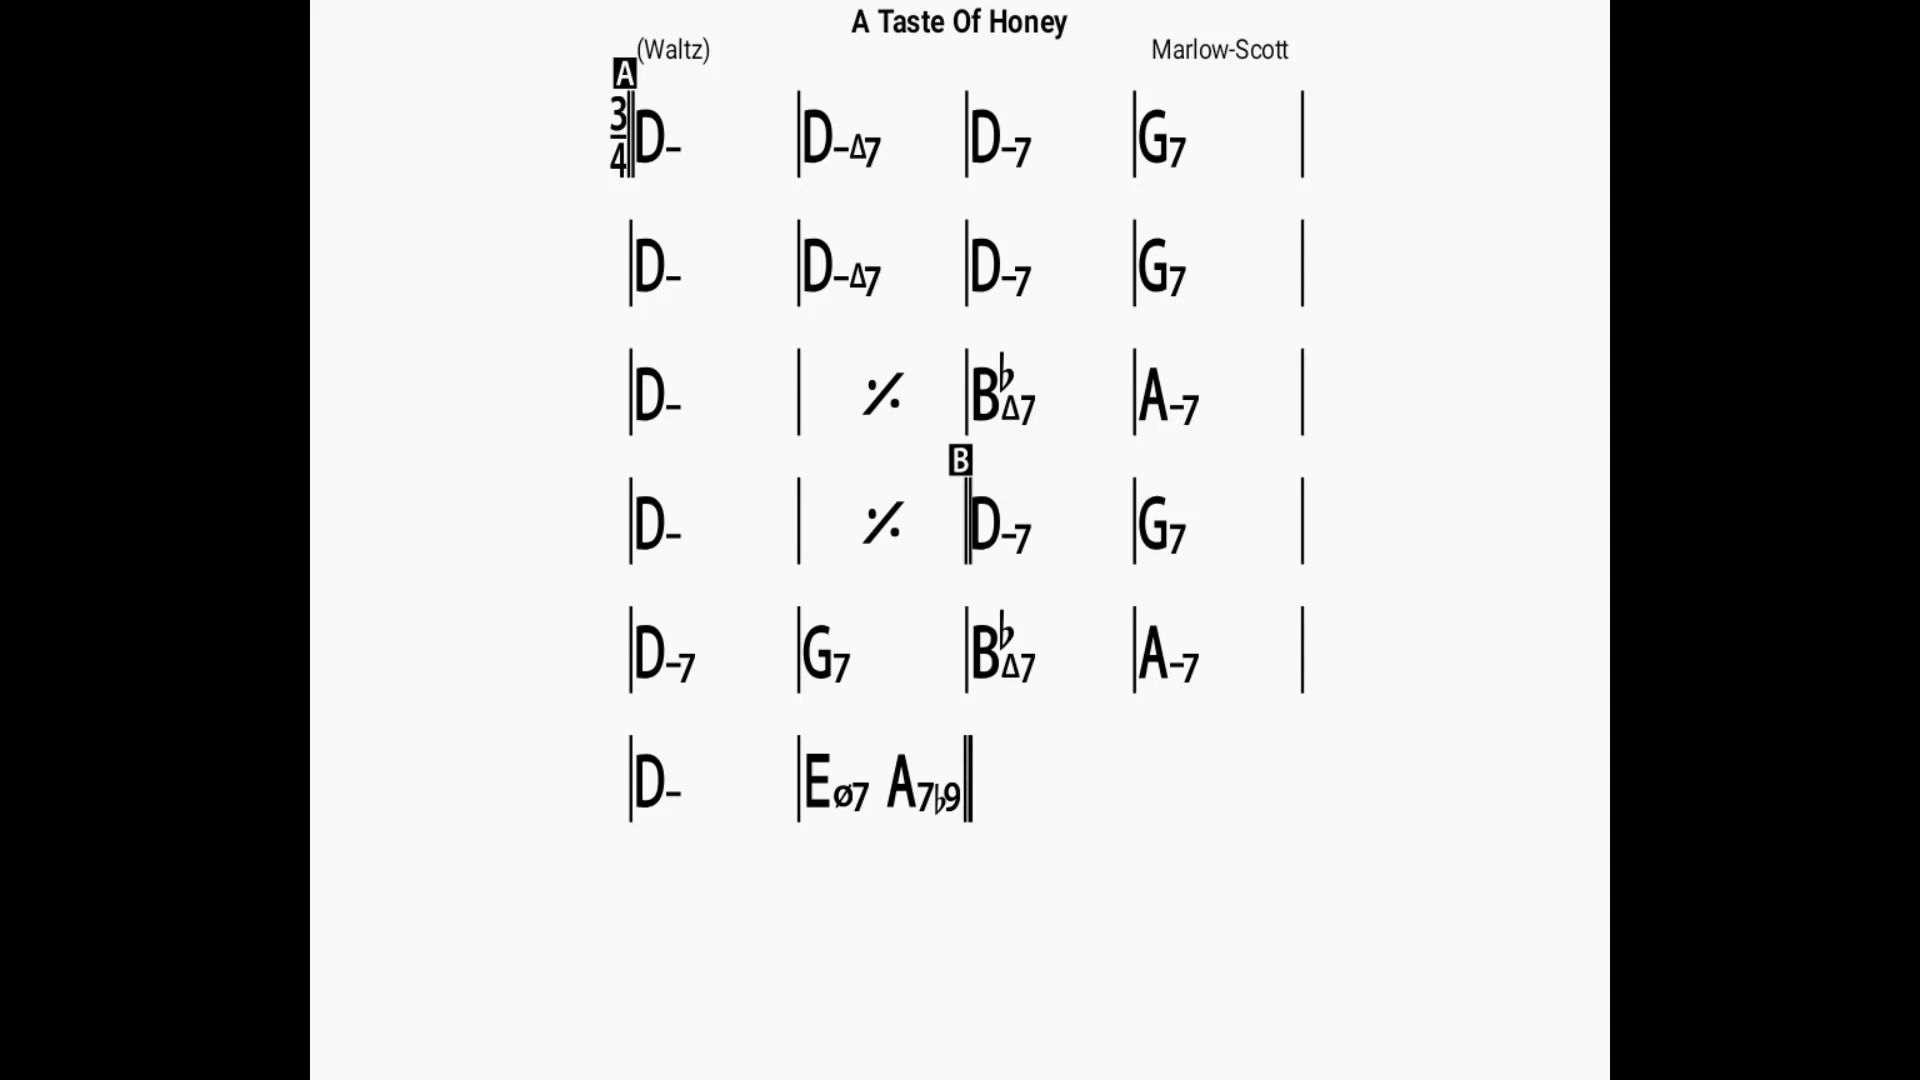 A Taste Of Honey
(Waltz) Marlow-Scott
A
3/4 D– D–Δ7 D–7 G7
D– D–Δ7 D–7 G7
D– 𝄎 B♭Δ7 A–7
B
D– 𝄎 D–7 G7
D–7 G7 B♭Δ7 A–7
D– Eø7 A7♭9